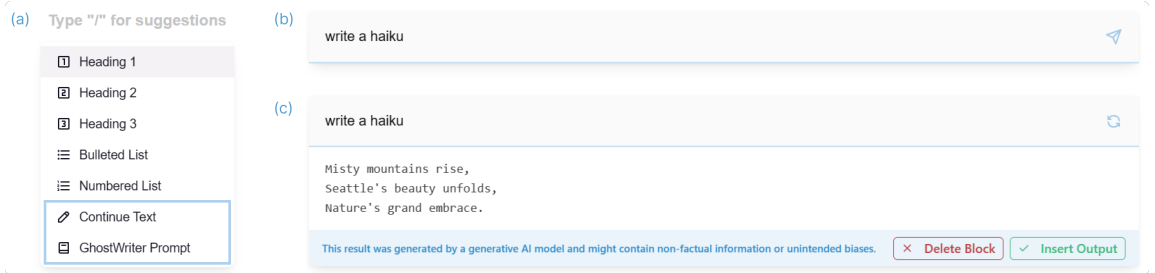 (a) Type "/" for suggestions
Heading 1
Heading 2
Heading 3
Bulleted List
Numbered List
Continue Text
GhostWriter Prompt
(b)
write a haiku
(c)
write a haiku
Misty mountains rise,
Seattle's beauty unfolds,
Nature's grand embrace.
This result was generated by a generative AI model and might contain non-factual information or unintended biases. Delete Block Insert Output